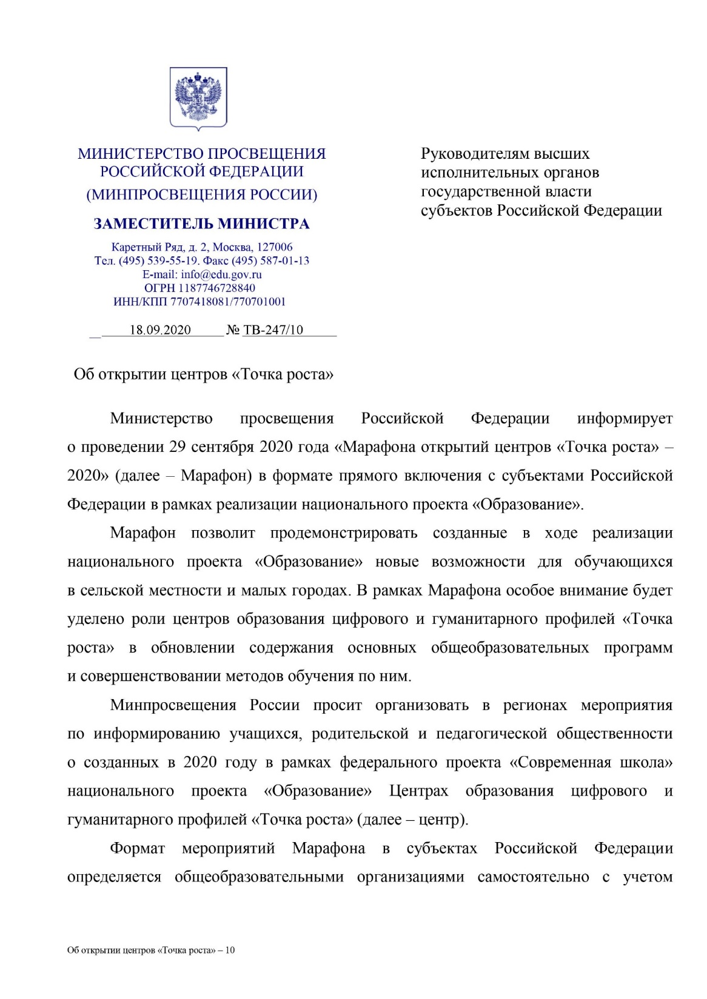 МИНИСТЕРСТВО ПРОСВЕЩЕНИЯ
РОССИЙСКОЙ ФЕДЕРАЦИИ
(МИНПРОСВЕЩЕНИЯ РОССИИ)
ЗАМЕСТИТЕЛЬ МИНИСТРА
Каретный Ряд, д. 2, Москва, 127006
Тел. (495) 539-55-19. Факс (495) 587-01-13
E-mail: info@edu.gov.ru
ОГРН 1187746728840
ИНН/КПП 7707418081/770701001
18.09.2020 № ТВ-247/10
Руководителям высших
исполнительных органов
государственной власти
субъектов Российской Федерации
Об открытии центров «Точка роста»
Министерство просвещения Российской Федерации информирует
о проведении 29 сентября 2020 года «Марафона открытий центров «Точка роста» –
2020» (далее – Марафон) в формате прямого включения с субъектами Российской
Федерации в рамках реализации национального проекта «Образование».
Марафон позволит продемонстрировать созданные в ходе реализации
национального проекта «Образование» новые возможности для обучающихся
в сельской местности и малых городах. В рамках Марафона особое внимание будет
уделено роли центров образования цифрового и гуманитарного профилей «Точка
роста» в обновлении содержания основных общеобразовательных программ
и совершенствовании методов обучения по ним.
Минпросвещения России просит организовать в регионах мероприятия
по информированию учащихся, родительской и педагогической общественности
о созданных в 2020 году в рамках федерального проекта «Современная школа»
национального проекта «Образование» Центрах образования цифрового и
гуманитарного профилей «Точка роста» (далее – центр).
Формат мероприятий Марафона в субъектах Российской Федерации
определяется общеобразовательными организациями самостоятельно с учетом
Об открытии центров «Точка роста» – 10